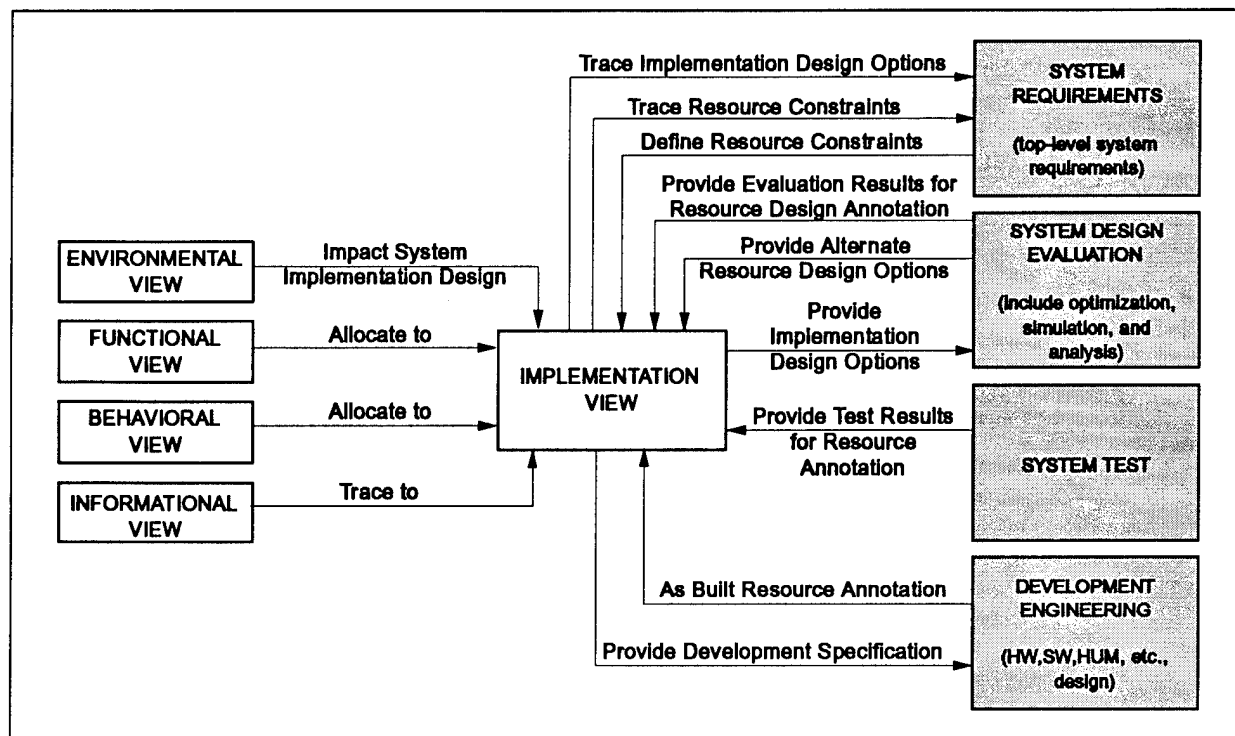 Trace Implementation Design Options
Trace Resource Constraints
Define Resource Constraints
Provide Evaluation Results for
Resource Design Annotation
Provide Alternate
Resource Design Options
Provide
Implementation
Design Options
Provide Test Results
for Resource
Annotation
As Built Resource Annotation
Provide Development Specification
ENVIRONMENTAL
VIEW
Impact System
Implementation Design
FUNCTIONAL
VIEW
Allocate to
BEHAVIORAL
VIEW
Allocate to
INFORMATIONAL
VIEW
Trace to
IMPLEMENTATION
VIEW
SYSTEM
REQUIREMENTS
(top-level system
requirements)
SYSTEM DESIGN
EVALUATION
(include optimization,
simulation, and
analysis)
SYSTEM TEST
DEVELOPMENT
ENGINEERING
(HW,SW,HUM, etc.,
design)